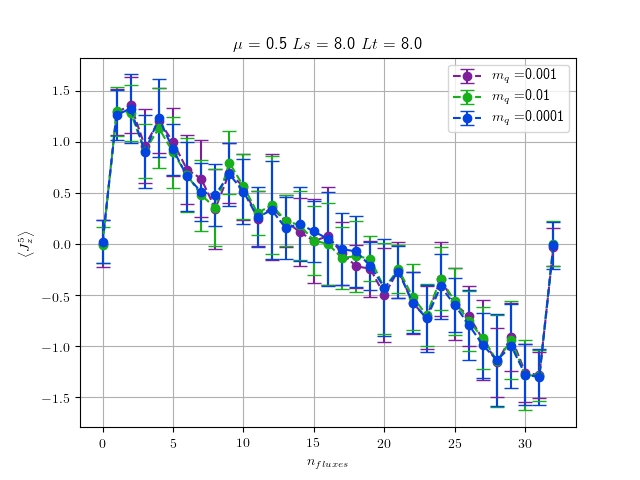 μ = 0.5 Ls = 8.0 Lt = 8.0
m_q =0.001
m_q =0.01
m_q =0.0001
⟨J_z^5⟩
1.5
1.0
0.5
0.0
−0.5
−1.0
−1.5
0 5 10 15 20 25 30
n_{fluxes}